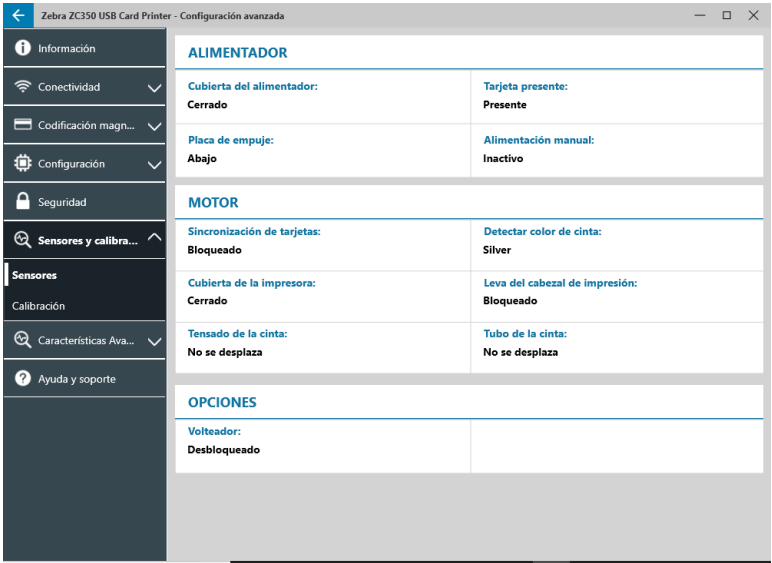 Zebra ZC350 USB Card Printer - Configuración avanzada
Información
Conectividad
Codificación magn...
Configuración
Seguridad
Sensores y calibra...
Sensores
Calibración
Características Ava...
Ayuda y soporte
ALIMENTADOR
Cubierta del alimentador: Tarjeta presente:
Cerrado Presente
Placa de empuje: Alimentación manual:
Abajo Inactivo
MOTOR
Sincronización de tarjetas: Detectar color de cinta:
Bloqueado Silver
Cubierta de la impresora: Leva del cabezal de impresión:
Cerrado Bloqueado
Tensado de la cinta: Tubo de la cinta:
No se desplaza No se desplaza
OPCIONES
Volteador:
Desbloqueado